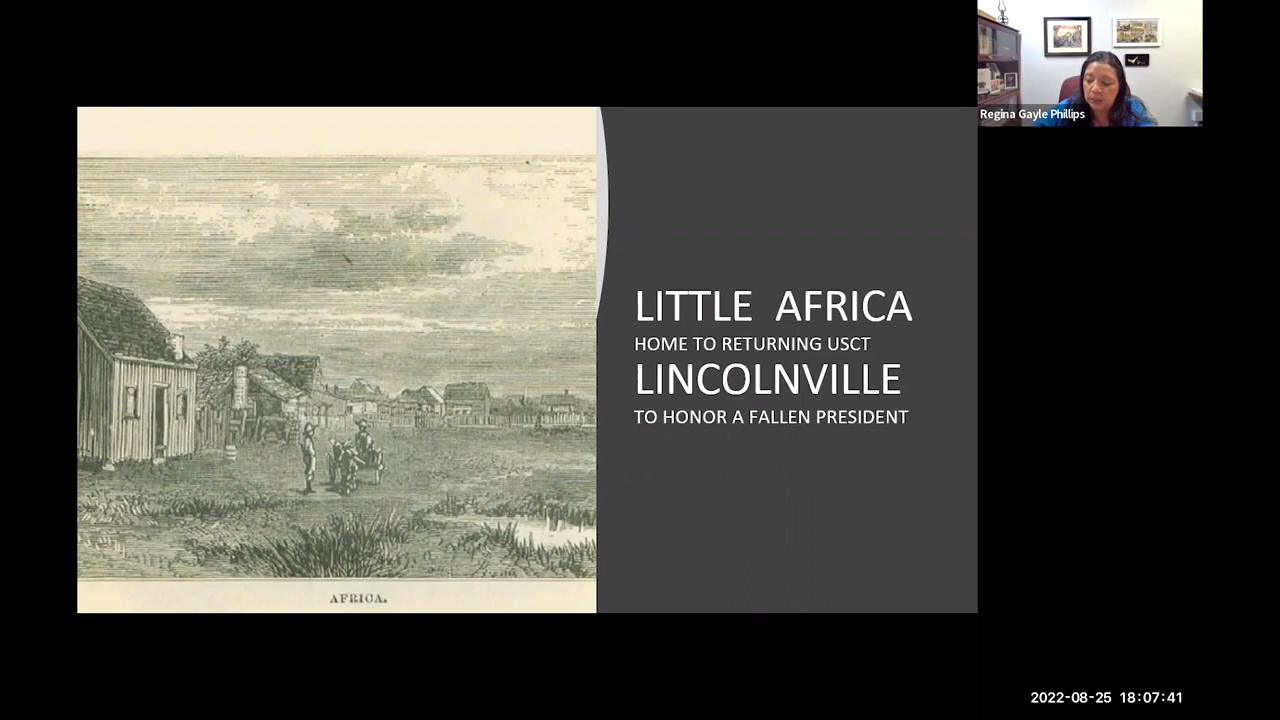 Regina Gayle Phillips
LITTLE AFRICA
HOME TO RETURNING USCT
LINCOLNVILLE
TO HONOR A FALLEN PRESIDENT
AFRICA.
2022-08-25 18:07:41